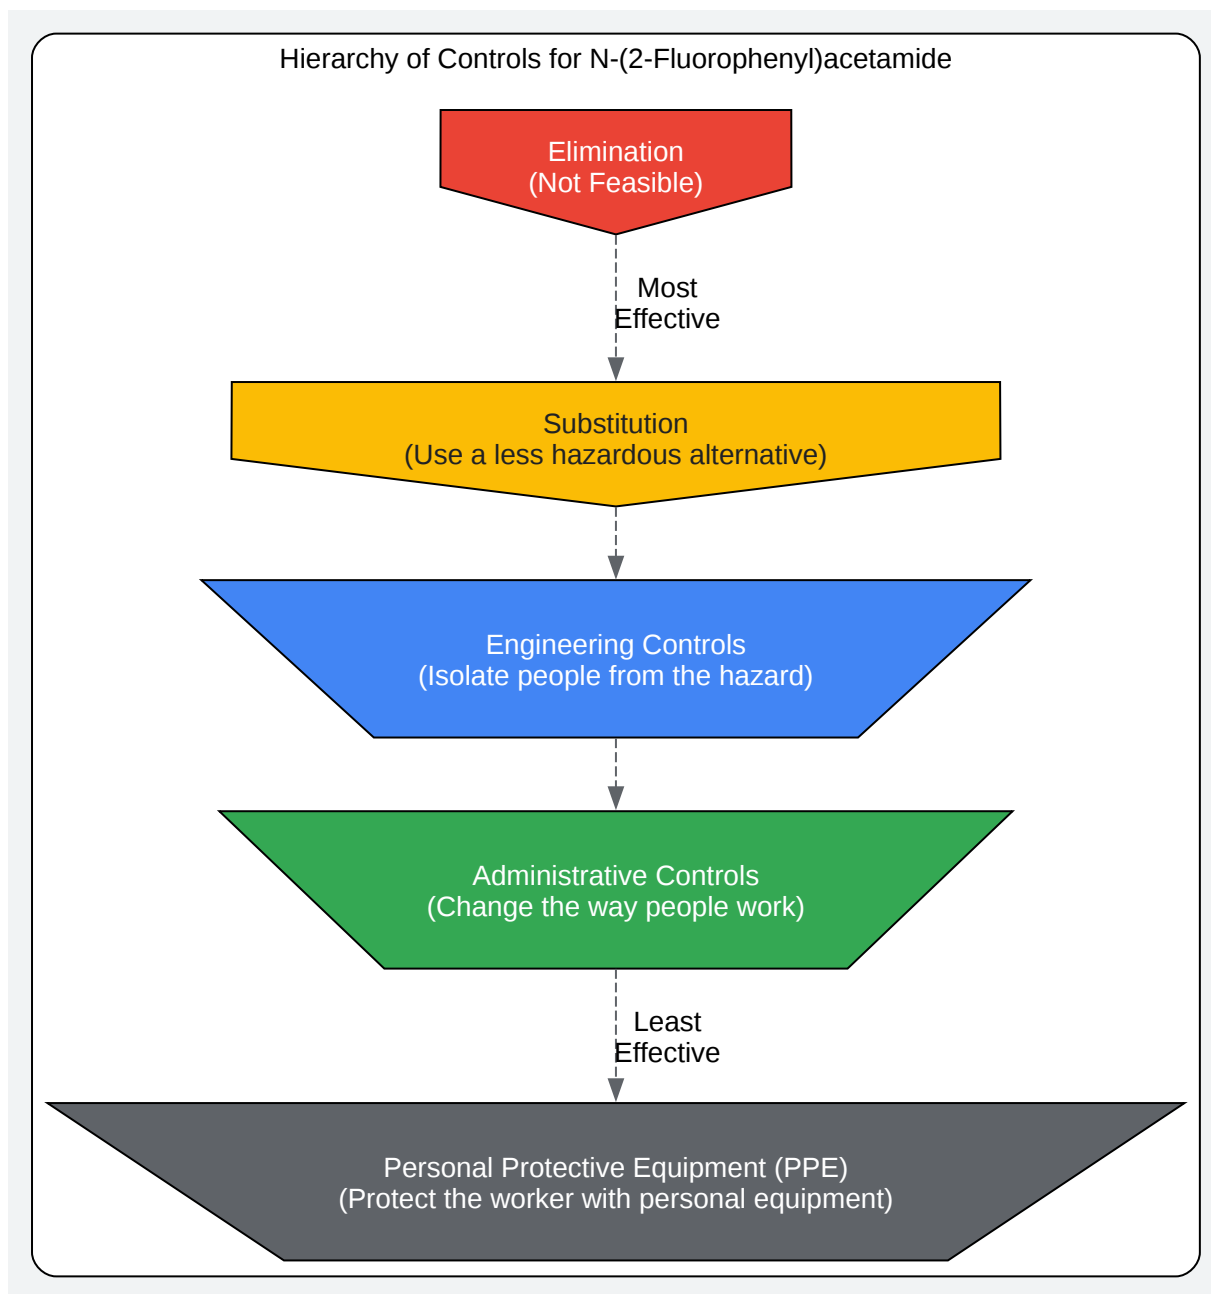 Hierarchy of Controls for N-(2-Fluorophenyl)acetamide
Elimination
(Not Feasible)
Most
Effective
Substitution
(Use a less hazardous alternative)
Engineering Controls
(Isolate people from the hazard)
Administrative Controls
(Change the way people work)
Least
Effective
Personal Protective Equipment (PPE)
(Protect the worker with personal equipment)